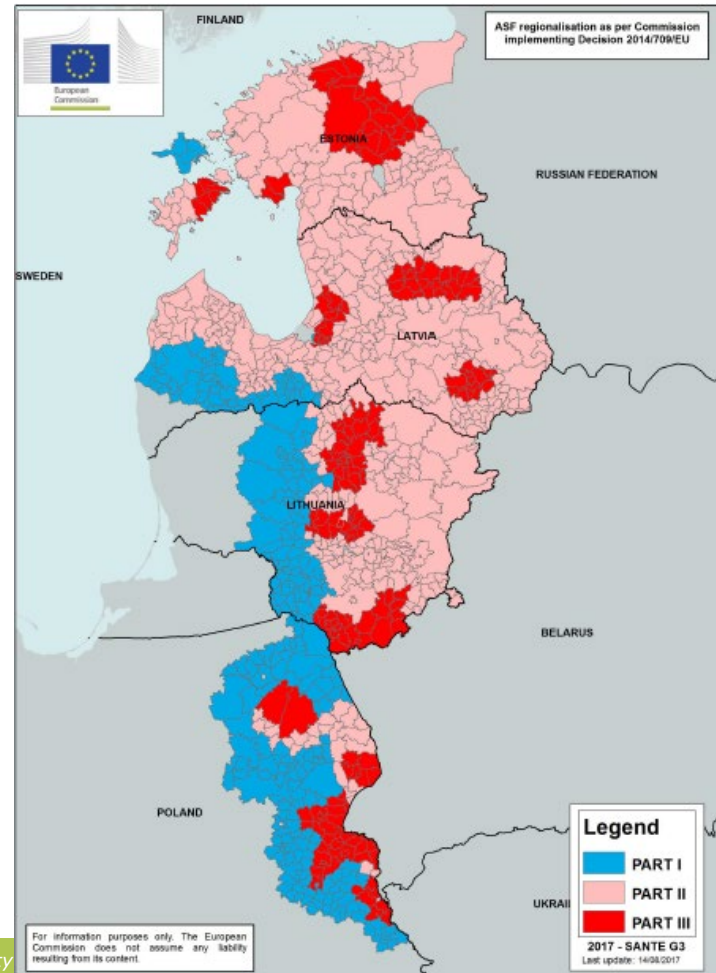 FINLAND
ASF regionalisation as per Commission
implementing Decision 2014/709/EU
European
Commission
ESTONIA
RUSSIAN FEDERATION
SWEDEN
LATVIA
LITHUANIA
BELARUS
POLAND
Legend
PART I
PART II
PART III
2017 - SANTE G3
Last update: 14/08/2017
For information purposes only. The European
Commission does not assume any liability
resulting from its content.